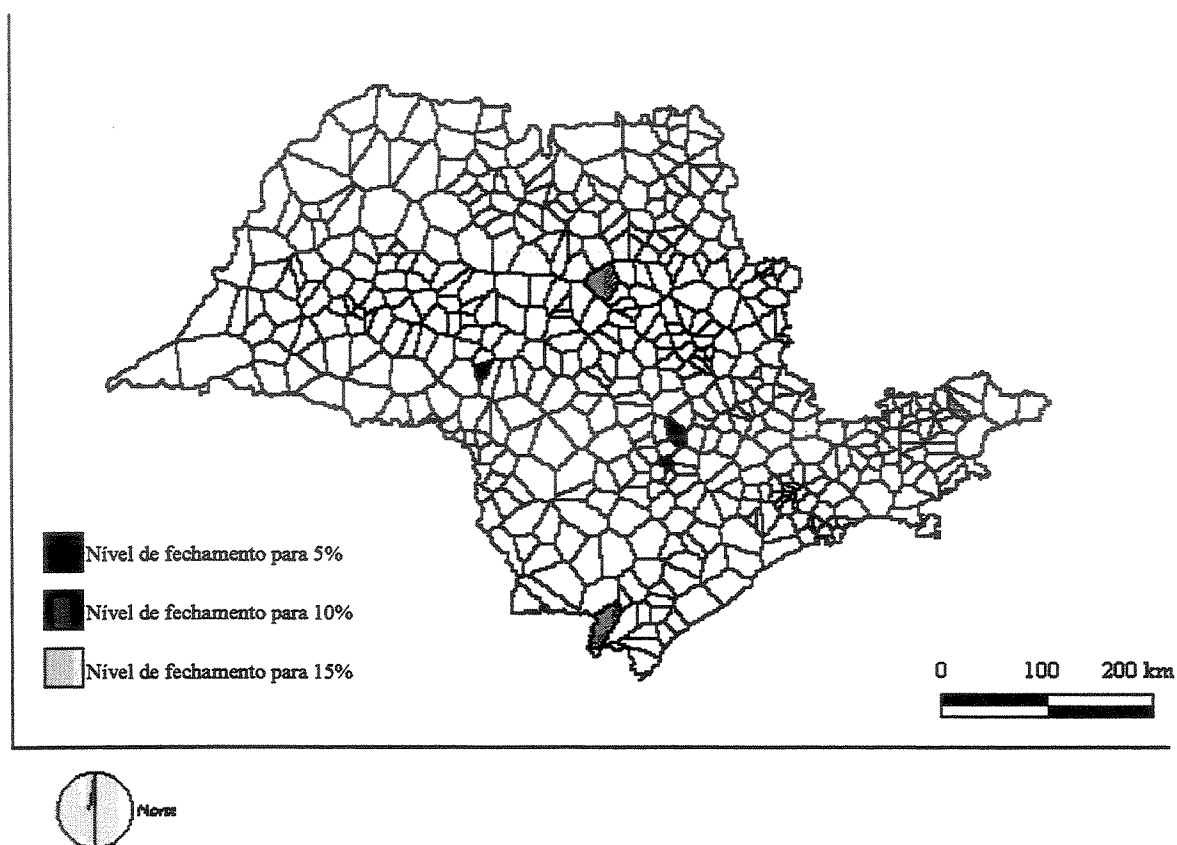 Nível de fechamento para 5%
Nível de fechamento para 10%
Nível de fechamento para 15%
0 100 200 km
Norte